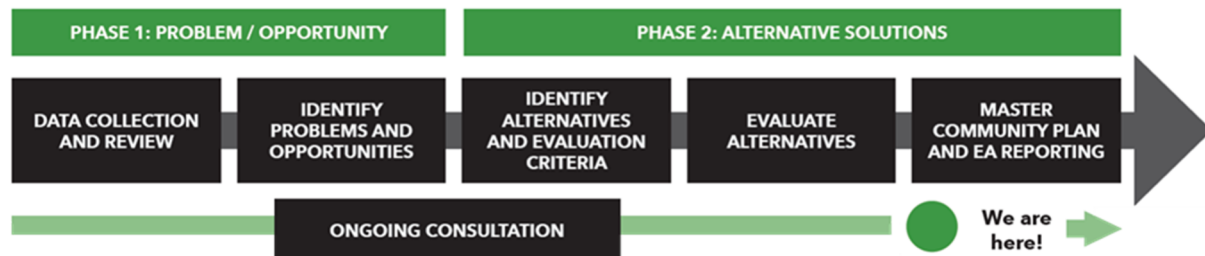 PHASE 1: PROBLEM / OPPORTUNITY
PHASE 2: ALTERNATIVE SOLUTIONS
DATA COLLECTION
AND REVIEW
IDENTIFY
PROBLEMS AND
OPPORTUNITIES
IDENTIFY
ALTERNATIVES
AND EVALUATION
CRITERIA
EVALUATE
ALTERNATIVES
MASTER
COMMUNITY PLAN
AND EA REPORTING
ONGOING CONSULTATION
We are
here!